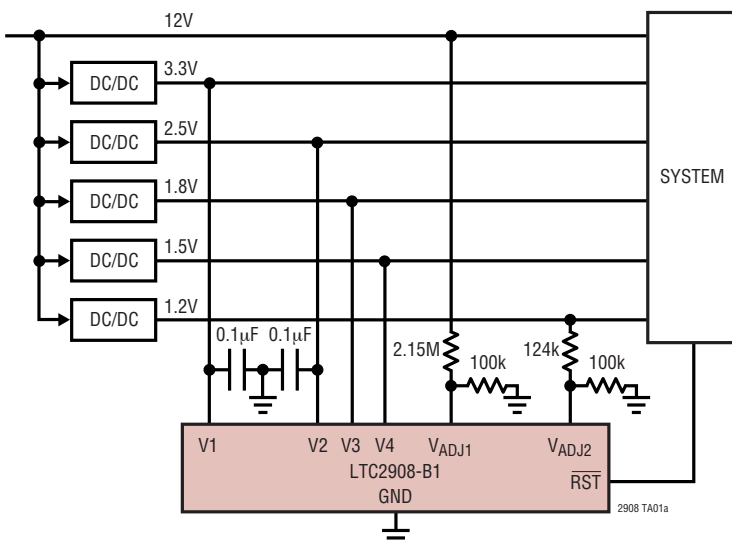 12V
DC/DC 3.3V
DC/DC 2.5V
DC/DC 1.8V
SYSTEM
DC/DC 1.5V
DC/DC 1.2V
0.1μF 0.1μF
2.15M 100k 124k 100k
V1 V2 V3 V4 VADJ1 VADJ2
LTC2908-B1
RST
GND
2908 TA01a